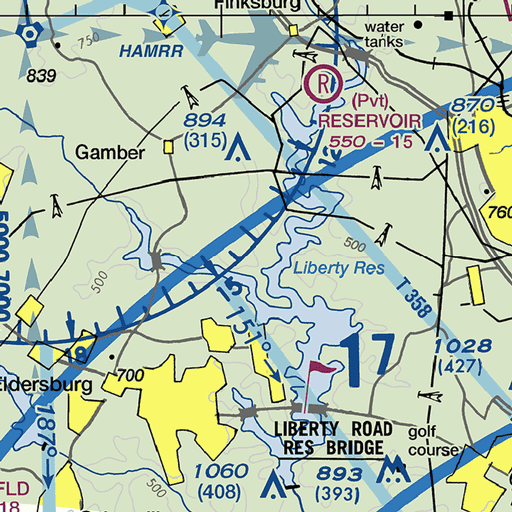 Finksburg
water
tanks
750
HAMRR
839
R
(Pvt)
RESERVOIR
550 – 15
870
(216)
894
(315)
Gamber
760
500
Liberty Res
500
T 358
15
151°
17
1028
(427)
18
Eldersburg
700
187°
LIBERTY ROAD
RES BRIDGE
golf
course
1060
(408)
893
(393)
500
FLD
18